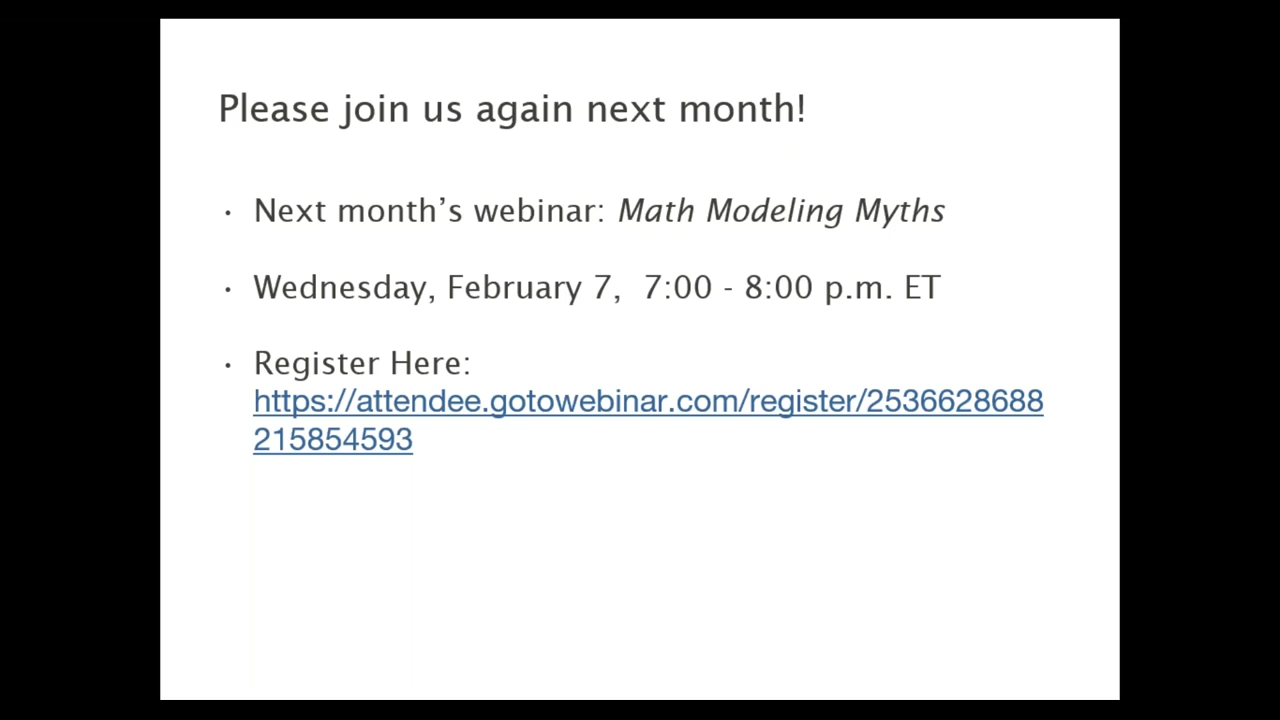 Please join us again next month!
• Next month’s webinar: Math Modeling Myths
• Wednesday, February 7,  7:00 - 8:00 p.m. ET
• Register Here:
https://attendee.gotowebinar.com/register/2536628688
215854593